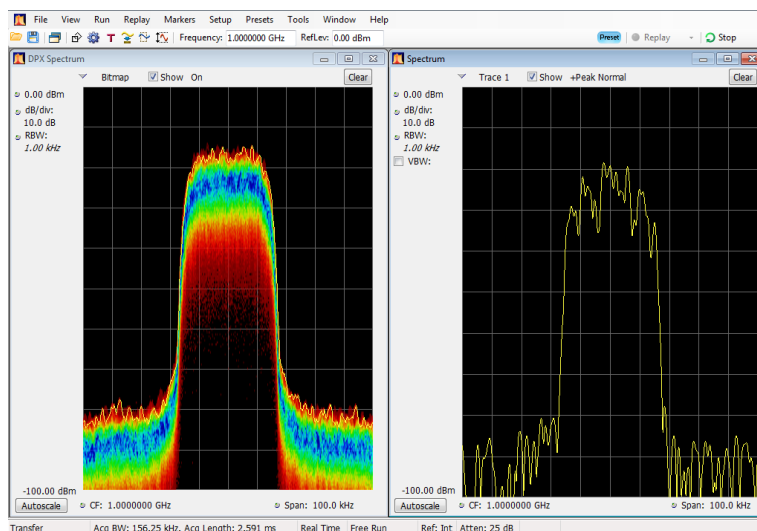 File View Run Replay Markers Setup Presets Tools Window Help
T Frequency: 1.0000000 GHz RefLev: 0.00 dBm Preset Replay Stop
DPX Spectrum
Bitmap Show On Clear
0.00 dBm
dB/div:
10.0 dB
RBW:
1.00 kHz
-100.00 dBm
Autoscale CF: 1.0000000 GHz Span: 100.0 kHz
Spectrum
Trace 1 Show +Peak Normal Clear
0.00 dBm
dB/div:
10.0 dB
RBW:
1.00 kHz
VBW:
-100.00 dBm
Autoscale CF: 1.0000000 GHz Span: 100.0 kHz
Transfer Acq BW: 156.25 kHz, Acq Length: 2.591 ms Real Time Free Run Ref: Int Atten: 25 dB